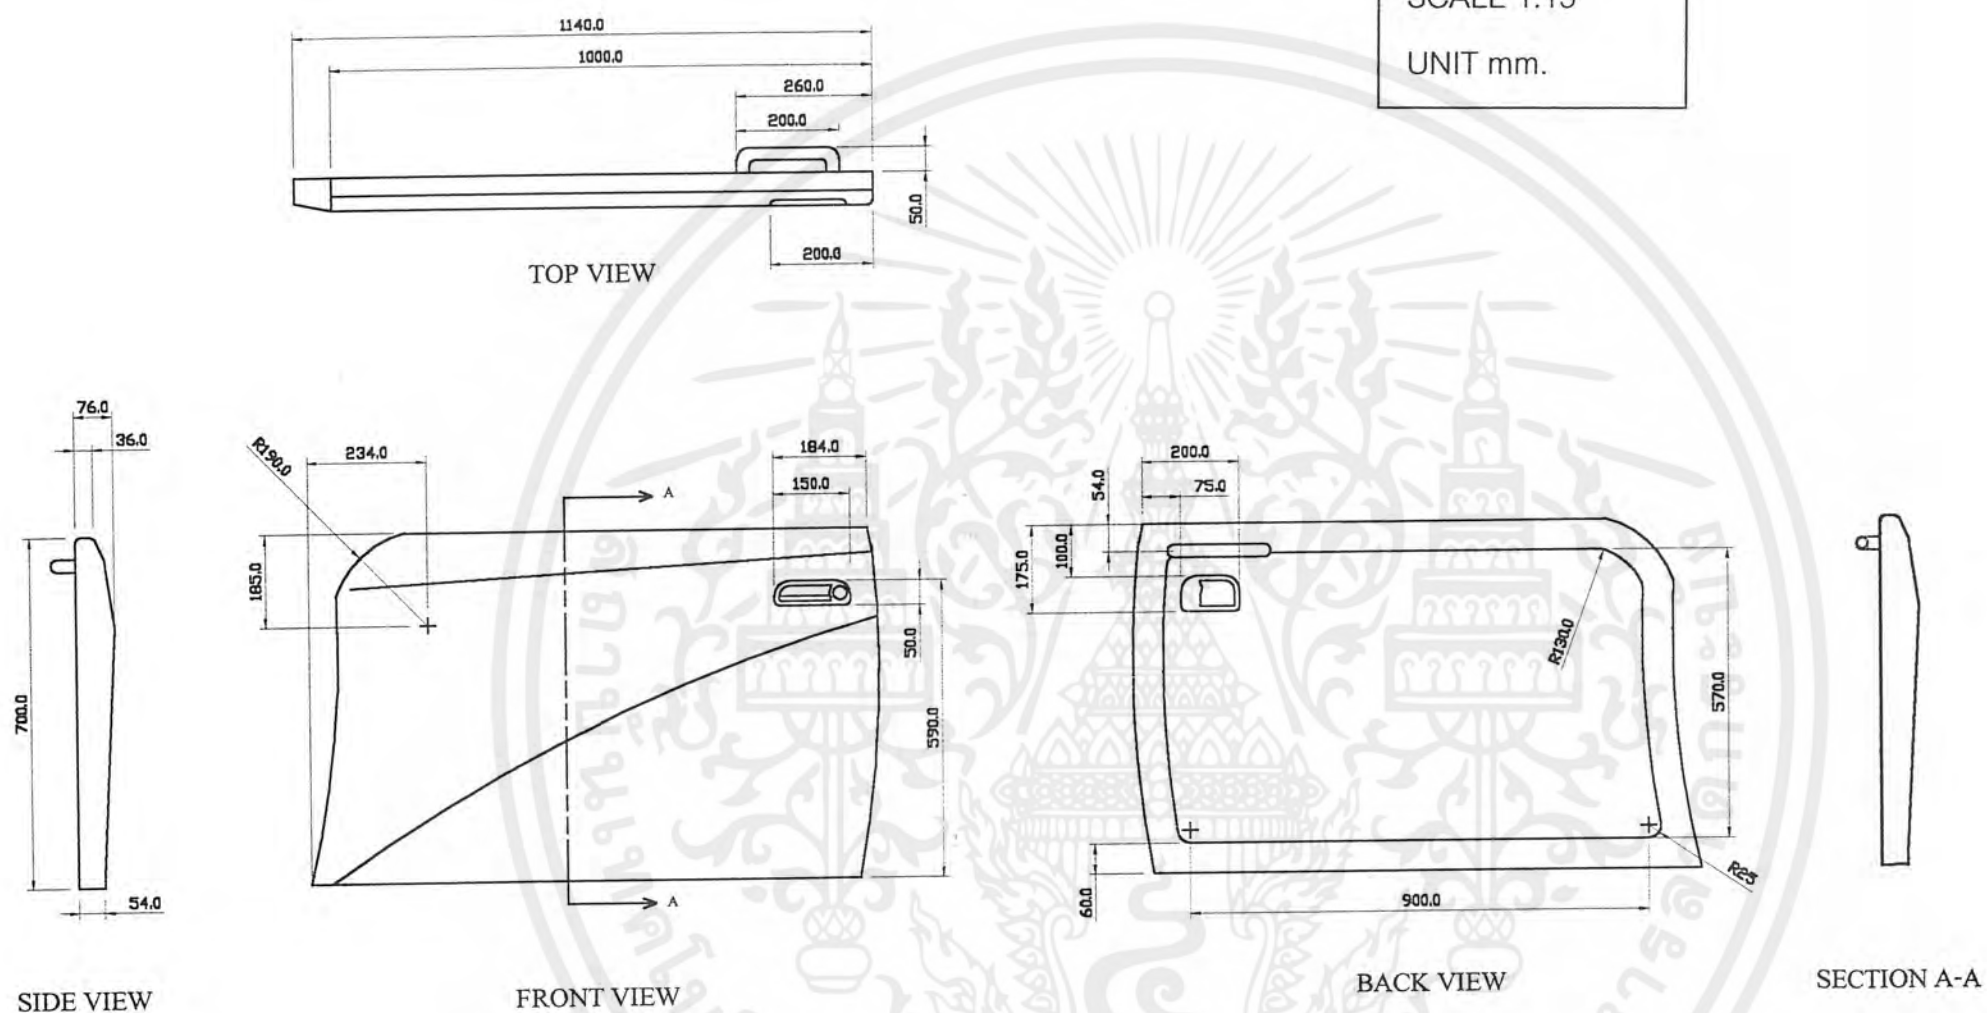 SCALE 1:15
UNIT mm.
1140.0
1000.0
260.0
200.0
50.0
200.0
TOP VIEW
76.0
36.0
700.0
54.0
SIDE VIEW
R190.0
234.0
185.0
184.0
150.0
A
50.0
590.0
A
FRONT VIEW
200.0
75.0
54.0
175.0
100.0
R130.0
570.0
60.0
900.0
R25
BACK VIEW
SECTION A-A